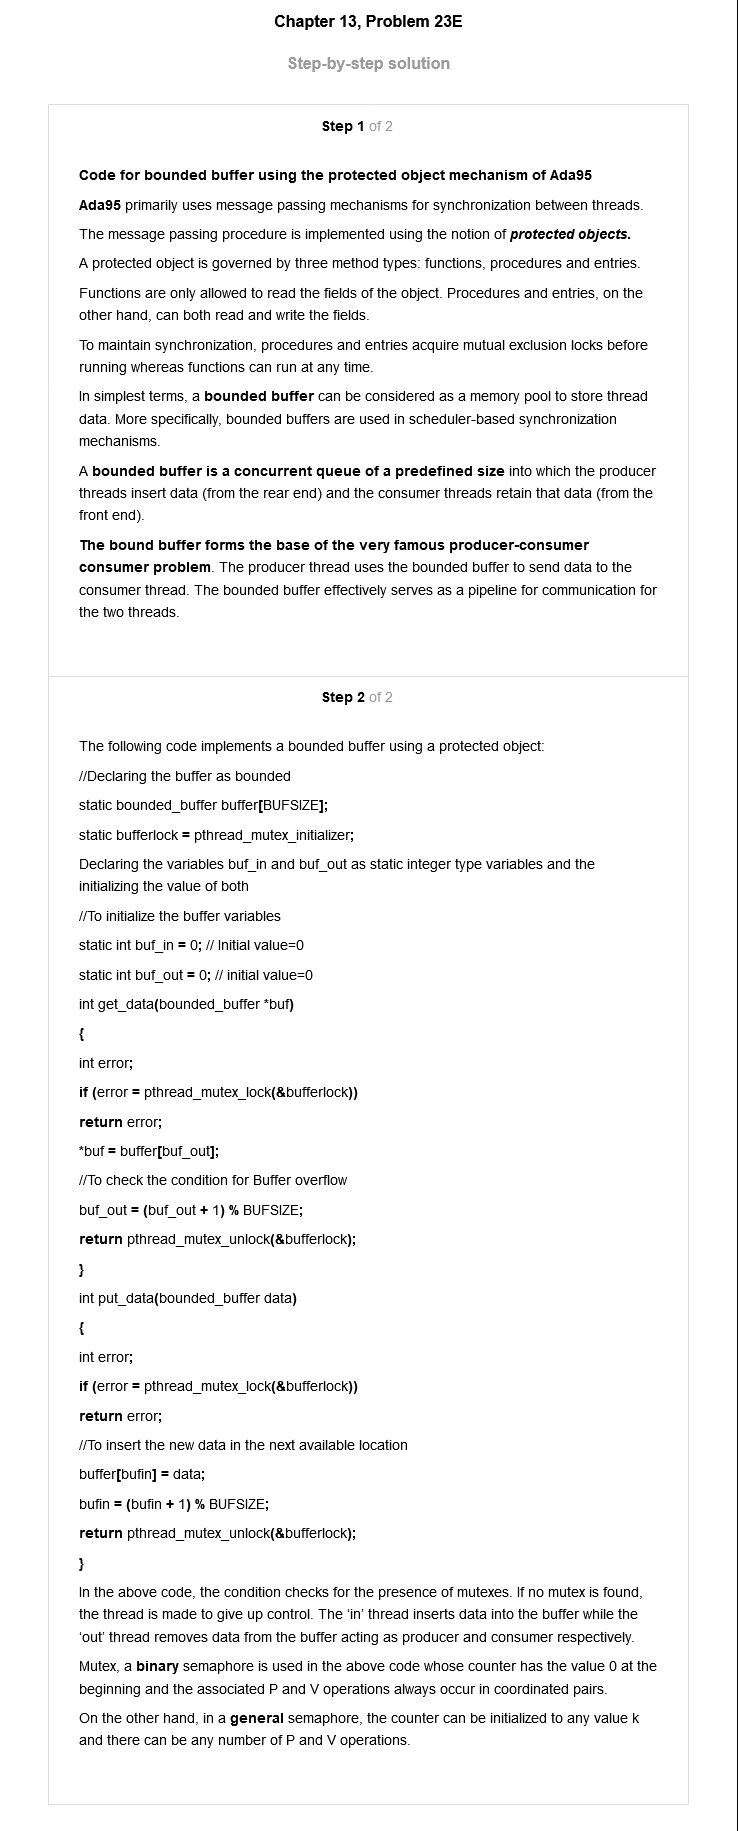 Chapter 13, Problem 23E
Step-by-step solution
Step 1 of 2
Code for bounded buffer using the protected object mechanism of Ada95
Ada95 primarily uses message passing mechanisms for synchronization between threads.
The message passing procedure is implemented using the notion of protected objects.
A protected object is governed by three method types: functions, procedures and entries.
Functions are only allowed to read the fields of the object. Procedures and entries, on the
other hand, can both read and write the fields.
To maintain synchronization, procedures and entries acquire mutual exclusion locks before
running whereas functions can run at any time.
In simplest terms, a bounded buffer can be considered as a memory pool to store thread
data. More specifically, bounded buffers are used in scheduler-based synchronization
mechanisms.
A bounded buffer is a concurrent queue of a predefined size into which the producer
threads insert data (from the rear end) and the consumer threads retain that data (from the
front end).
The bound buffer forms the base of the very famous producer-consumer
consumer problem. The producer thread uses the bounded buffer to send data to the
consumer thread. The bounded buffer effectively serves as a pipeline for communication for
the two threads.
Step 2 of 2
The following code implements a bounded buffer using a protected object:
//Declaring the buffer as bounded
static bounded_buffer buffer[BUFSIZE];
static bufferlock = pthread_mutex_initializer;
Declaring the variables buf_in and buf_out as static integer type variables and the
initializing the value of both
//To initialize the buffer variables
static int buf_in = 0; // Initial value=0
static int buf_out = 0; // initial value=0
int get_data(bounded_buffer *buf)
{
int error;
if (error = pthread_mutex_lock(&bufferlock))
return error;
*buf = buffer[buf_out];
//To check the condition for Buffer overflow
buf_out = (buf_out + 1) % BUFSIZE;
return pthread_mutex_unlock(&bufferlock);
}
int put_data(bounded_buffer data)
{
int error;
if (error = pthread_mutex_lock(&bufferlock))
return error;
//To insert the new data in the next available location
buffer[bufin] = data;
bufin = (bufin + 1) % BUFSIZE;
return pthread_mutex_unlock(&bufferlock);
}
In the above code, the condition checks for the presence of mutexes. If no mutex is found,
the thread is made to give up control. The ‘in’ thread inserts data into the buffer while the
‘out’ thread removes data from the buffer acting as producer and consumer respectively.
Mutex, a binary semaphore is used in the above code whose counter has the value 0 at the
beginning and the associated P and V operations always occur in coordinated pairs.
On the other hand, in a general semaphore, the counter can be initialized to any value k
and there can be any number of P and V operations.